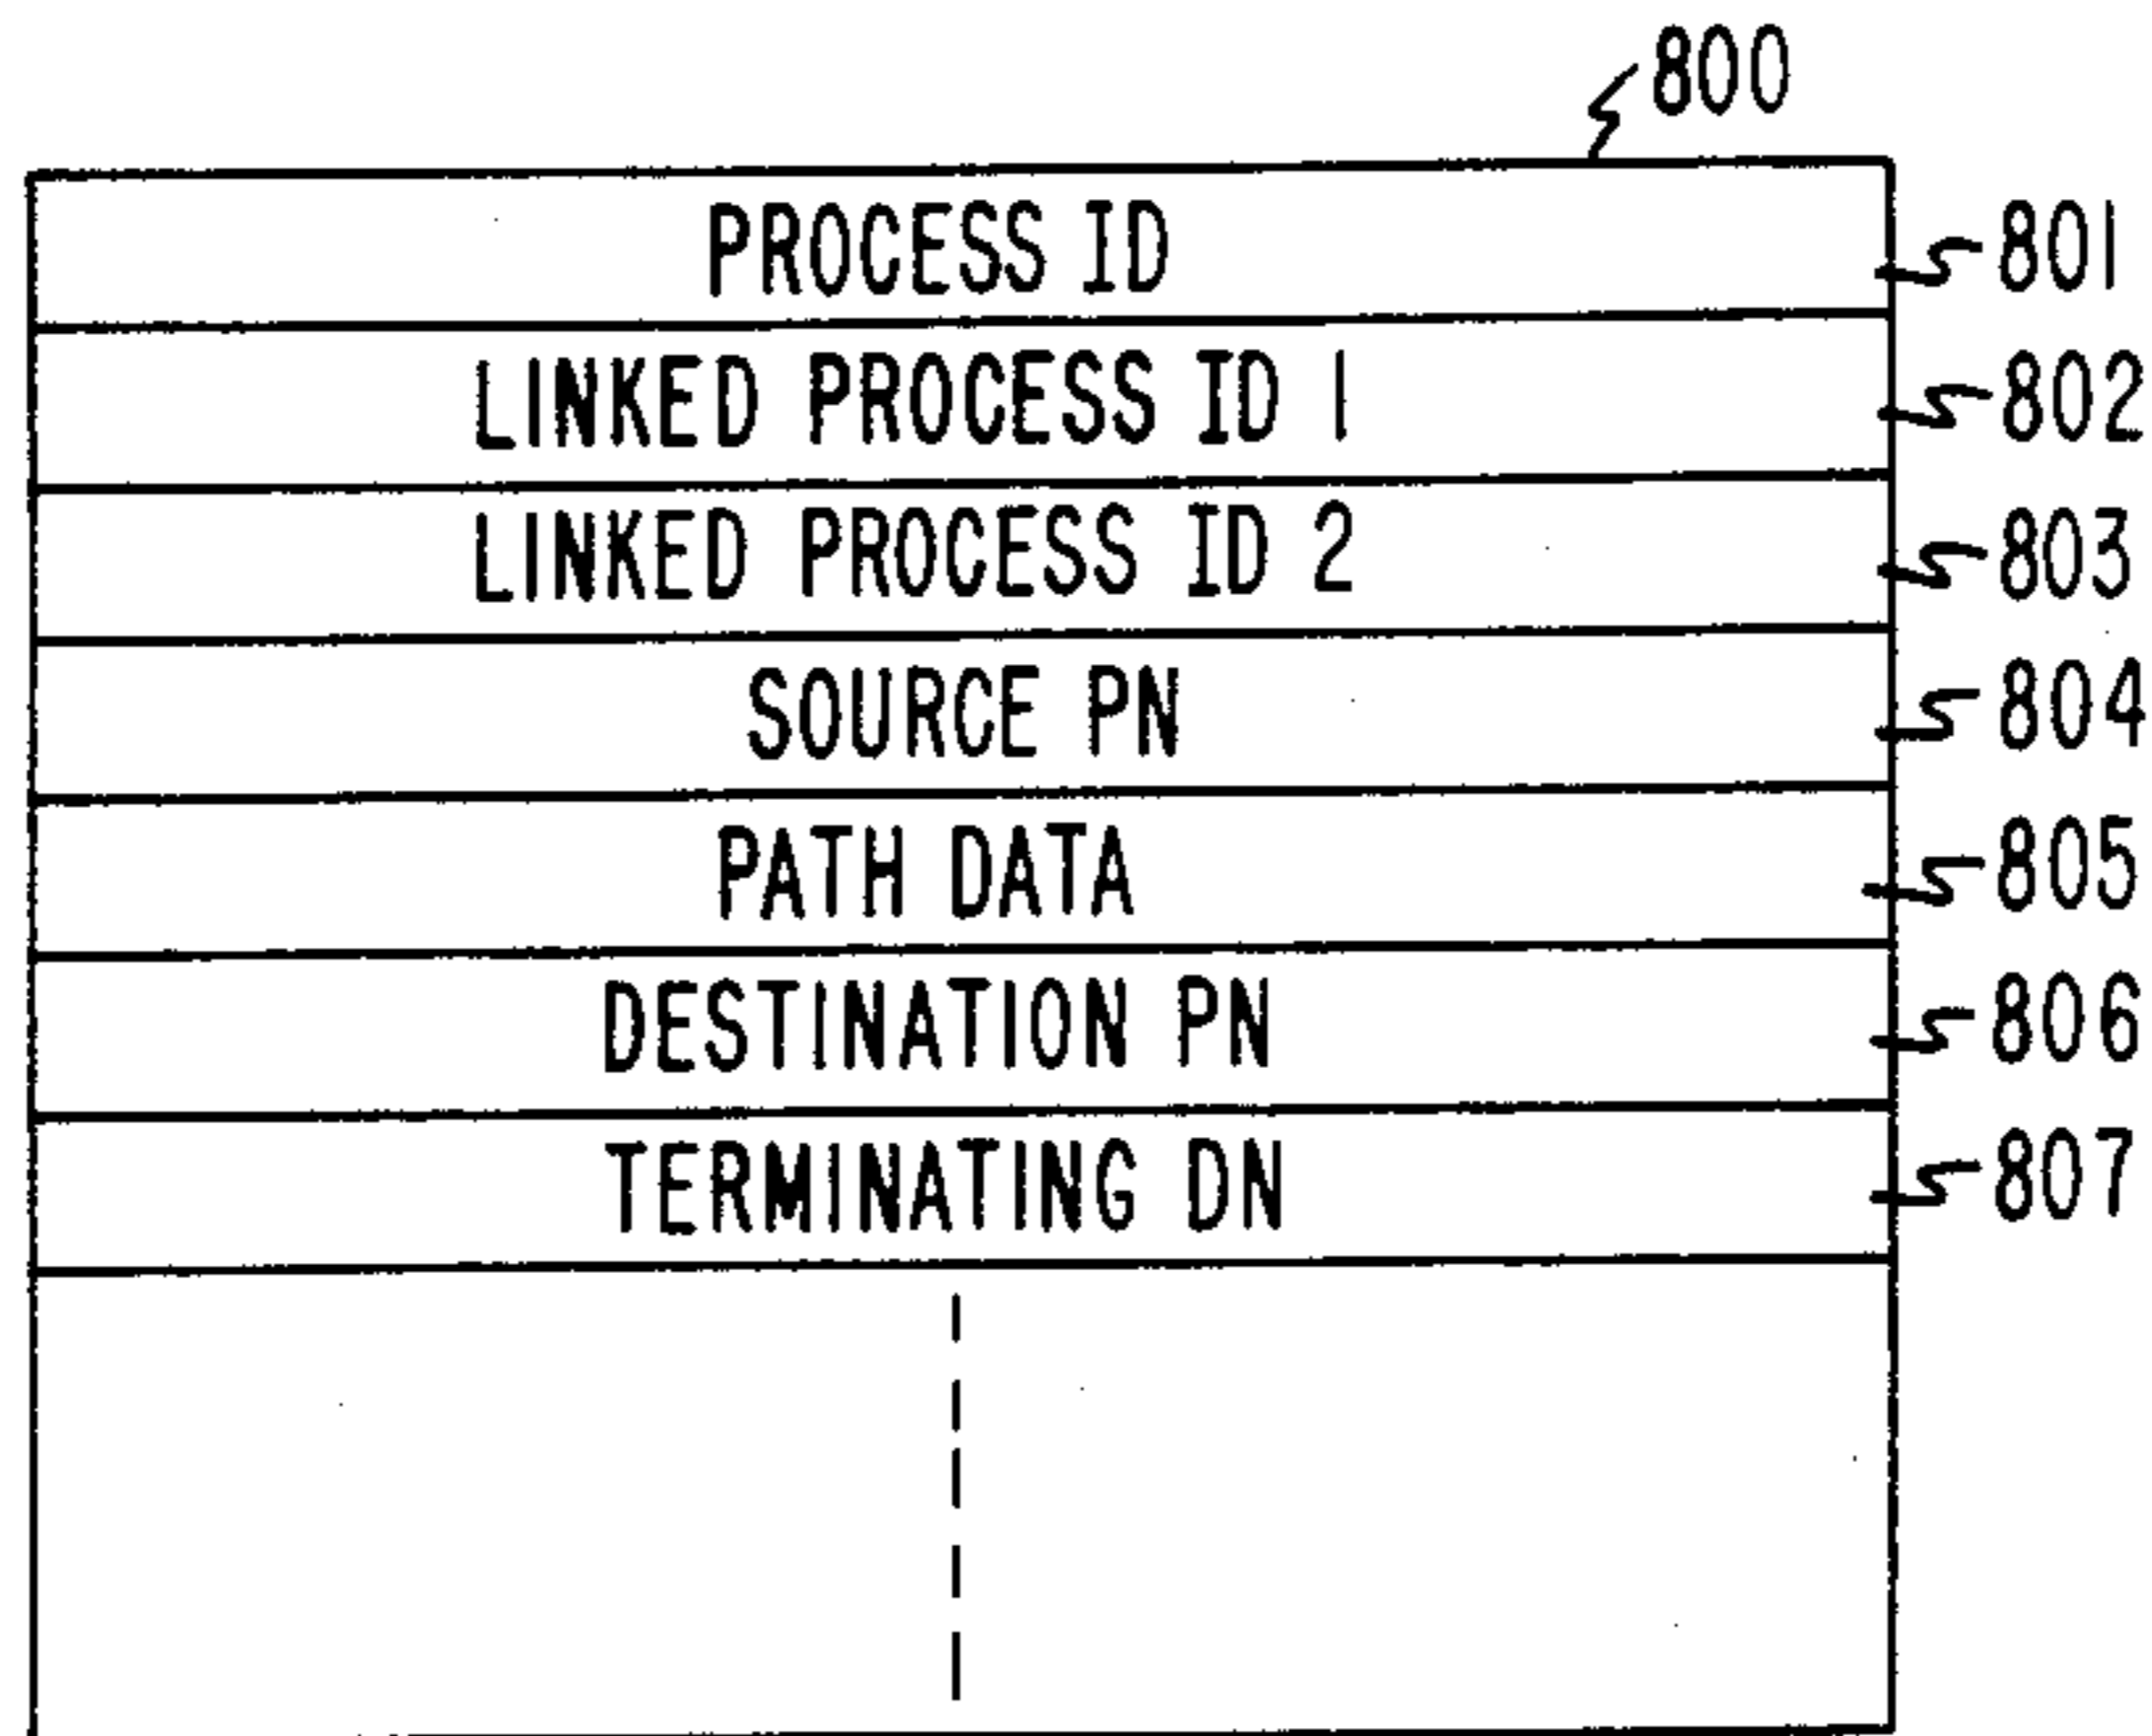 800
PROCESS ID 801
LINKED PROCESS ID 1 802
LINKED PROCESS ID 2 803
SOURCE PN 804
PATH DATA 805
DESTINATION PN 806
TERMINATING DN 807